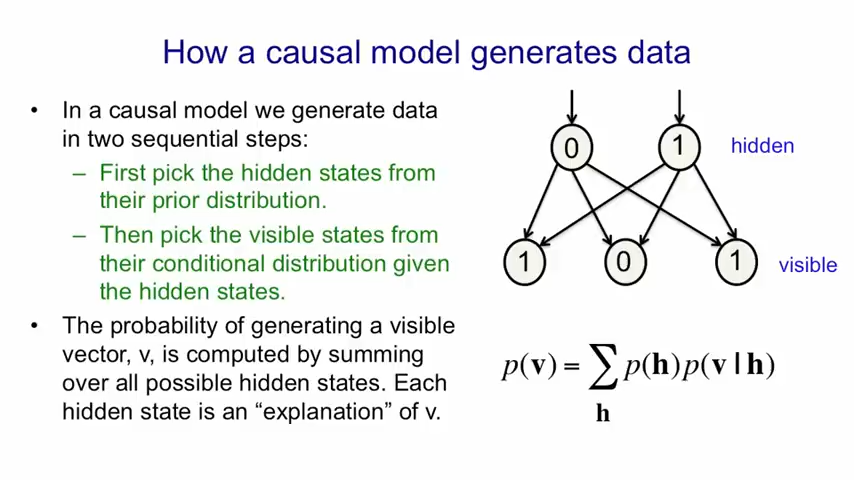 How a causal model generates data
• In a causal model we generate data
in two sequential steps:
– First pick the hidden states from
their prior distribution.
– Then pick the visible states from
their conditional distribution given
the hidden states.
• The probability of generating a visible
vector, v, is computed by summing
over all possible hidden states. Each
hidden state is an “explanation” of v.
0 1 hidden
1 0 1 visible
p(v) = ∑ p(h)p(v | h)
h